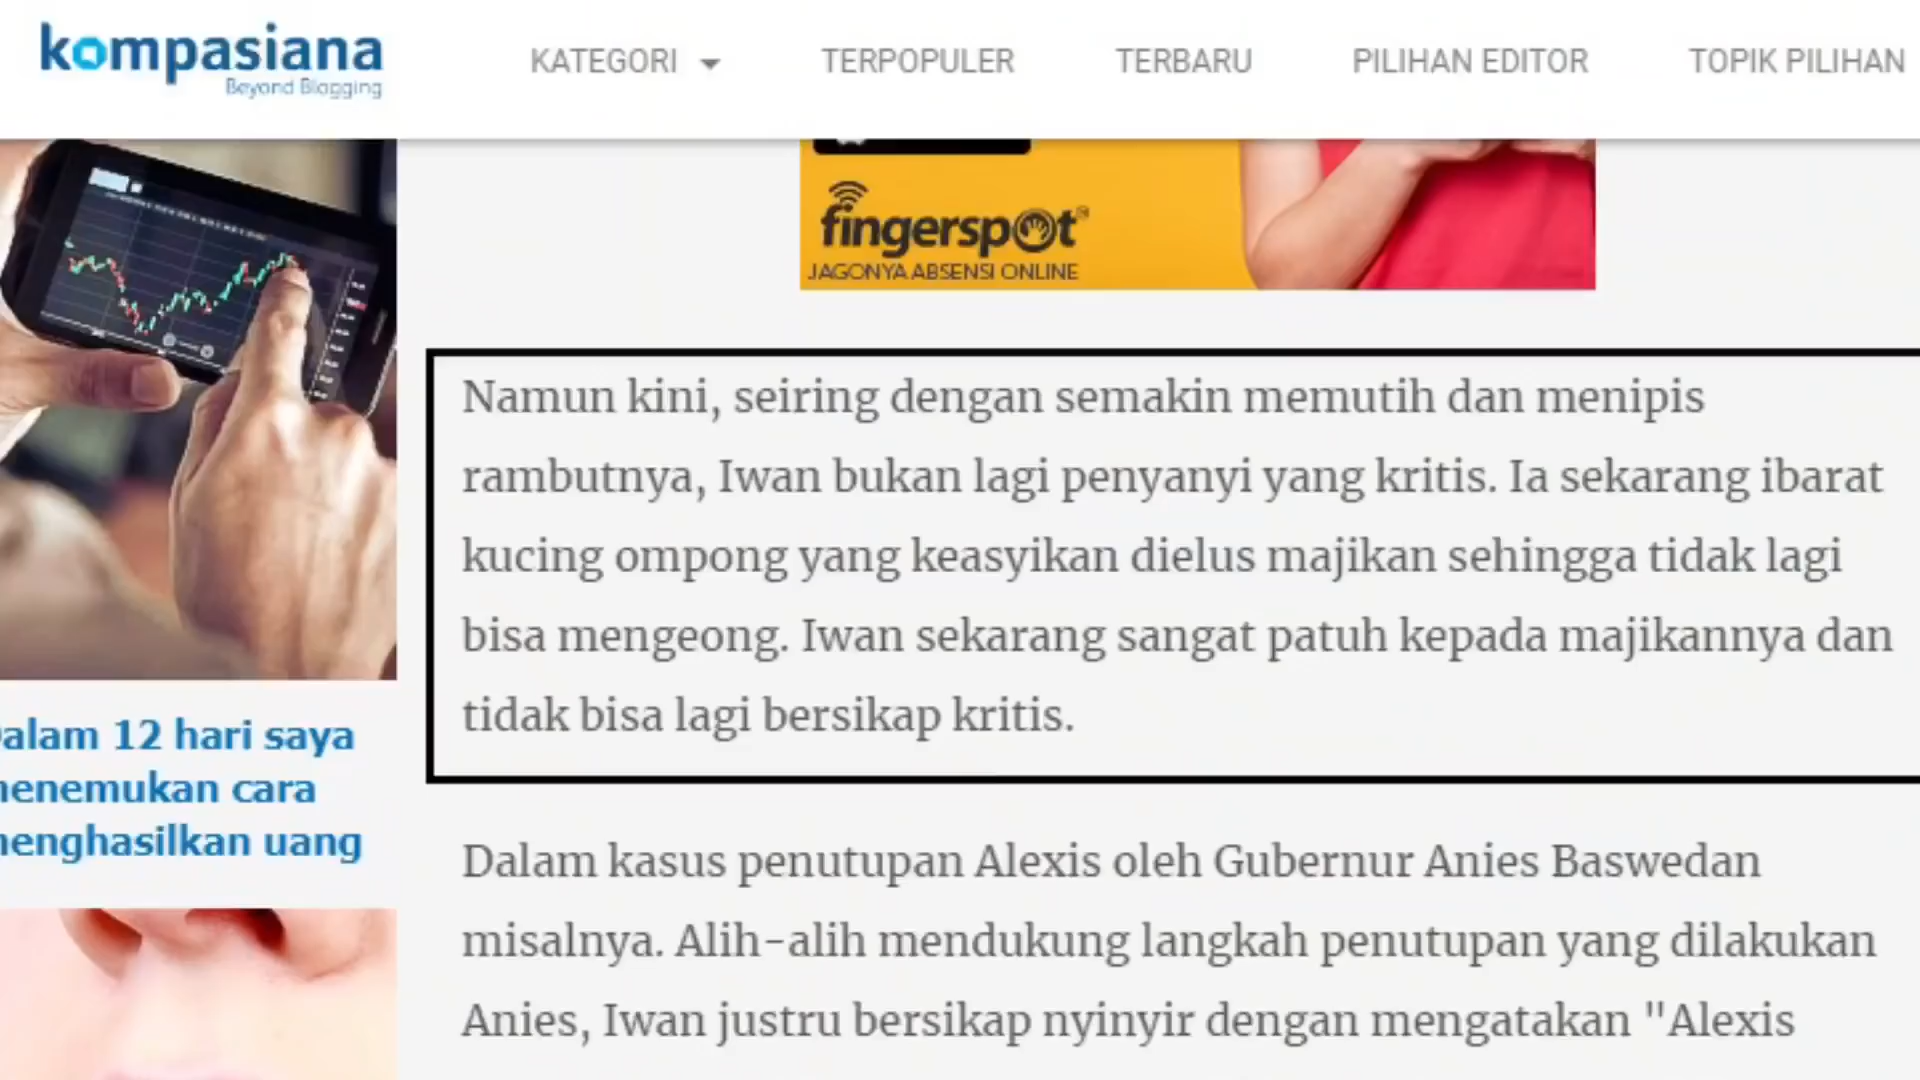 kompasiana
Beyond Blogging
KATEGORI
TERPOPULER
TERBARU
PILIHAN EDITOR
TOPIK PILIHAN
fingerspot
JAGONYA ABSENSI ONLINE
Namun kini, seiring dengan semakin memutih dan menipis
rambutnya, Iwan bukan lagi penyanyi yang kritis. Ia sekarang ibarat
kucing ompong yang keasyikan dielus majikan sehingga tidak lagi
bisa mengeong. Iwan sekarang sangat patuh kepada majikannya dan
tidak bisa lagi bersikap kritis.
alam 12 hari saya
enemukan cara
enghasilkan uang
Dalam kasus penutupan Alexis oleh Gubernur Anies Baswedan
misalnya. Alih-alih mendukung langkah penutupan yang dilakukan
Anies, Iwan justru bersikap nyinyir dengan mengatakan "Alexis